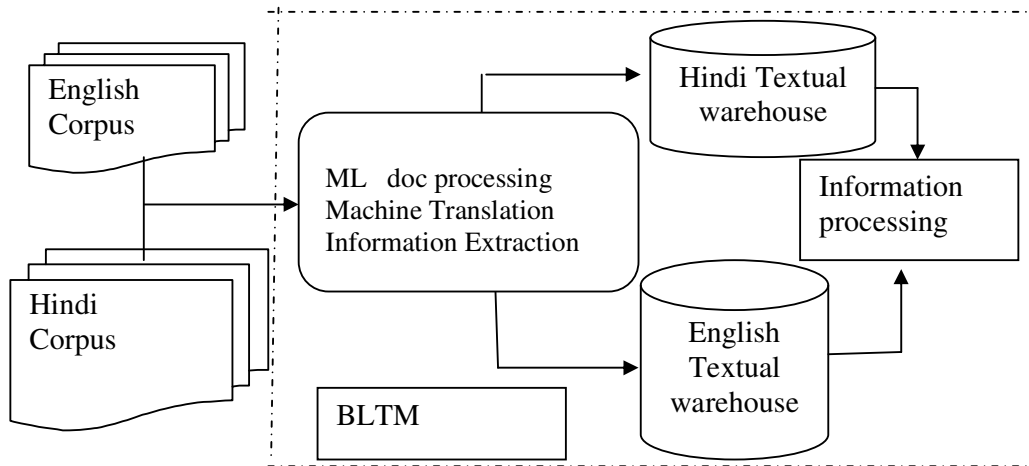 English
Corpus
Hindi
Corpus
ML doc processing
Machine Translation
Information Extraction
Hindi Textual
warehouse
Information
processing
English
Textual
warehouse
BLTM